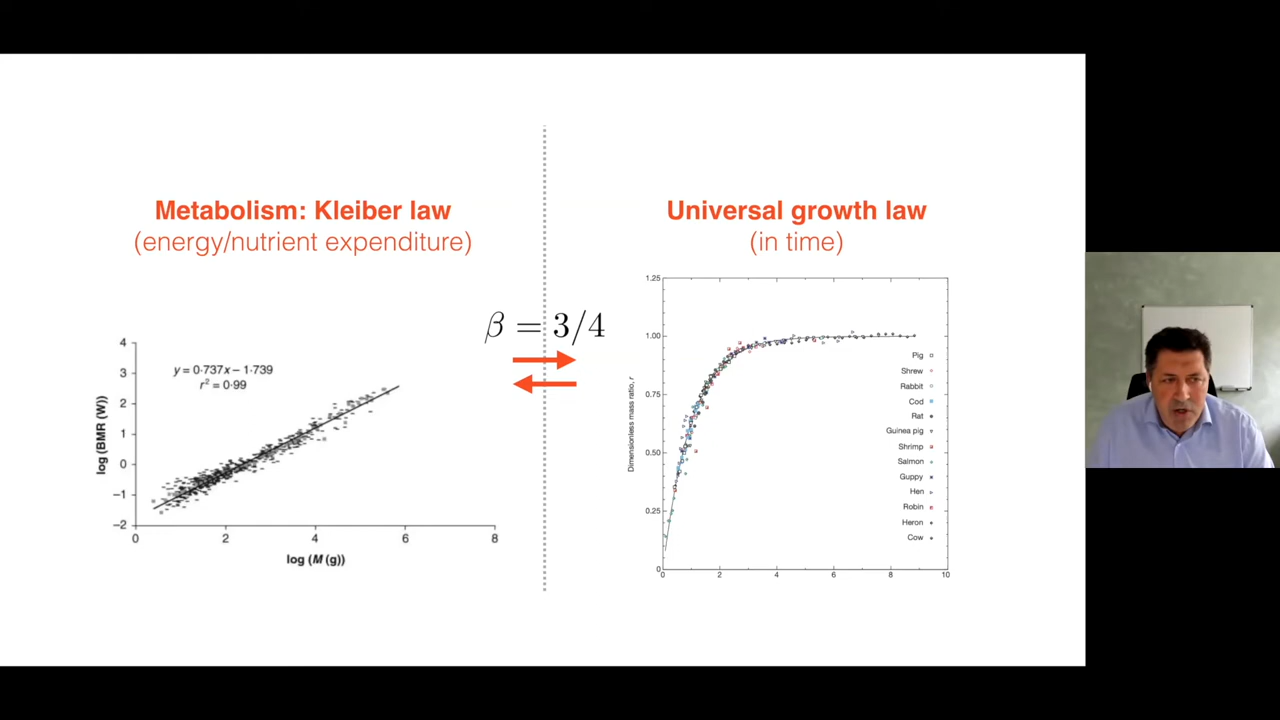 Metabolism: Kleiber law
(energy/nutrient expenditure)
Universal growth law
(in time)
β = 3/4
y = 0·737x − 1·739
r² = 0·99
log (BMR (W))
4
3
2
1
0
−1
−2
0
2
4
6
8
log (M (g))
Dimensionless mass ratio, r
1.25
1.00
0.75
0.50
0.25
0
0
2
4
6
8
10
Pig
Shrew
Rabbit
Cod
Rat
Guinea pig
Shrimp
Salmon
Guppy
Hen
Robin
Heron
Cow